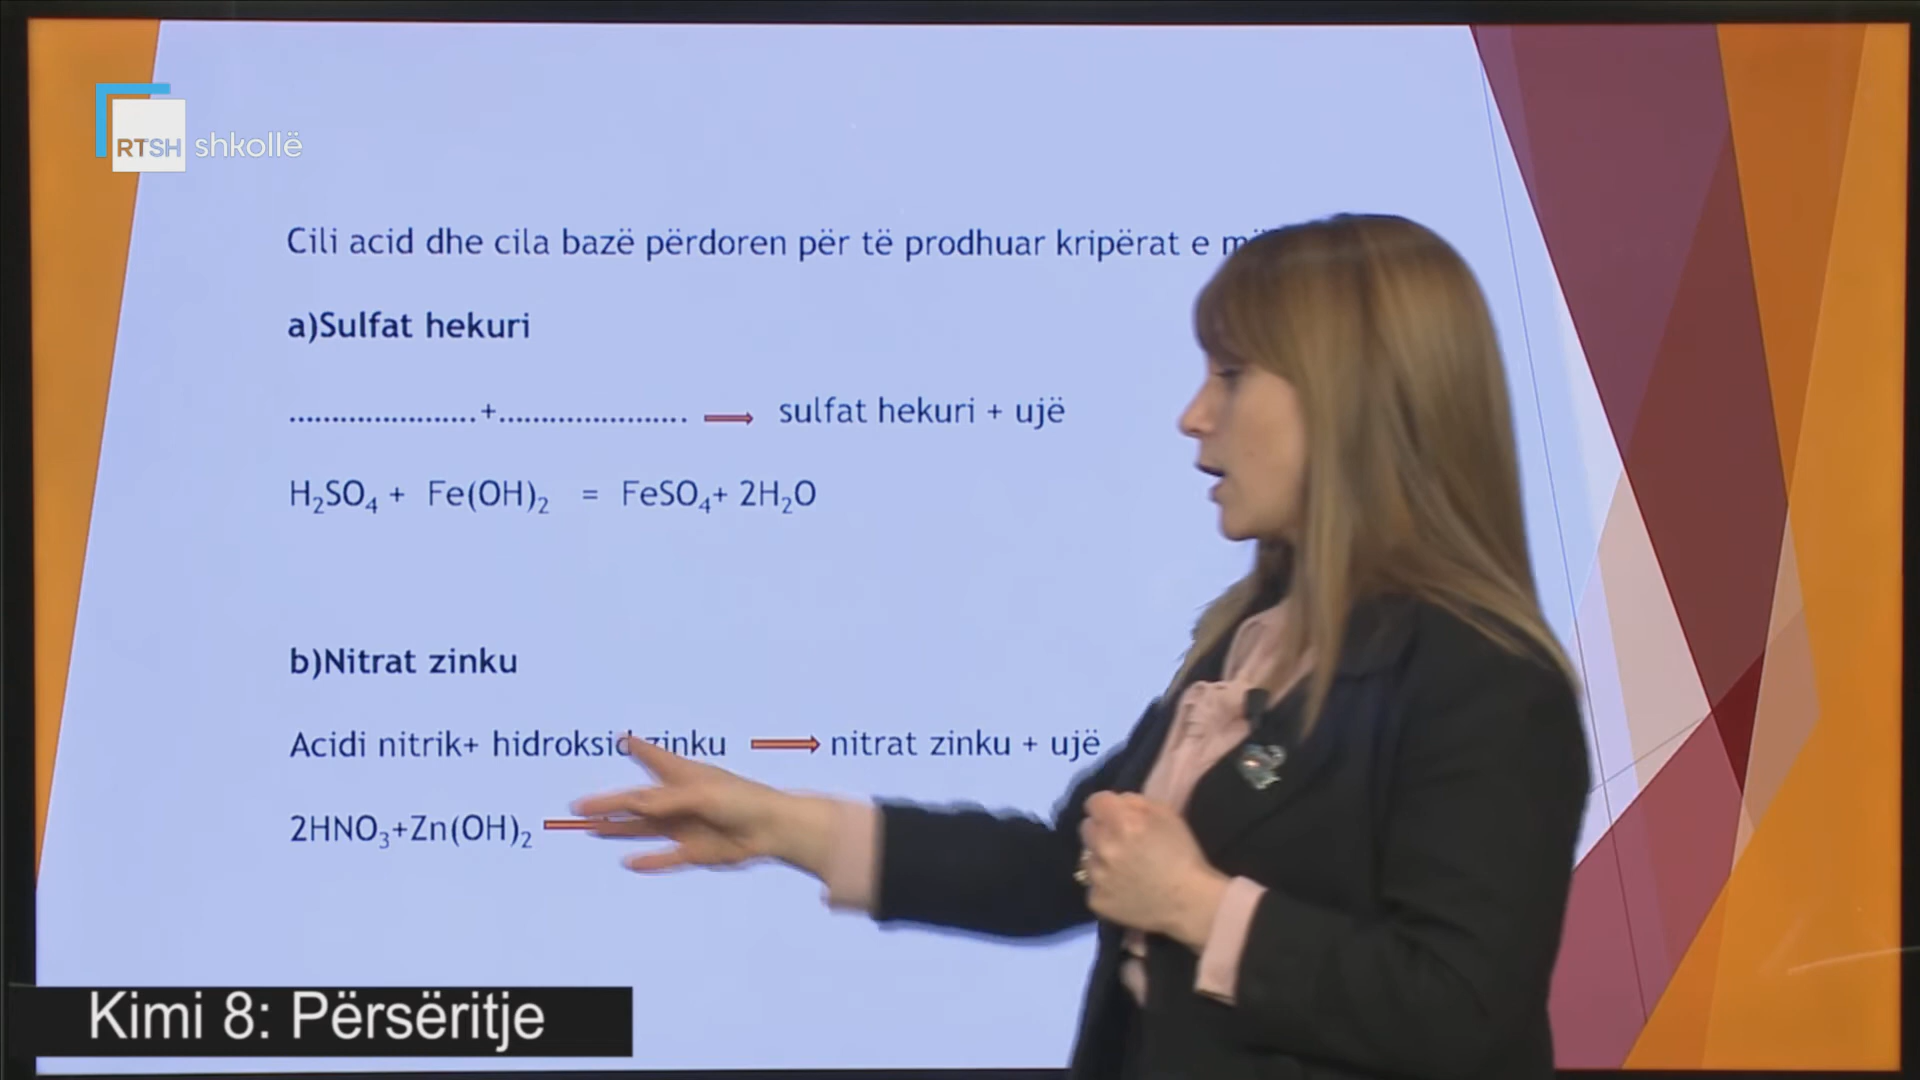 RTSH shkollë
Cili acid dhe cila bazë përdoren për të prodhuar kripërat e
a)Sulfat hekuri
.....................+..................... → sulfat hekuri + ujë
H₂SO₄ + Fe(OH)₂ = FeSO₄+ 2H₂O
b)Nitrat zinku
Acidi nitrik+ hidroksid zinku → nitrat zinku + ujë
2HNO₃+Zn(OH)₂
Kimi 8: Përsëritje